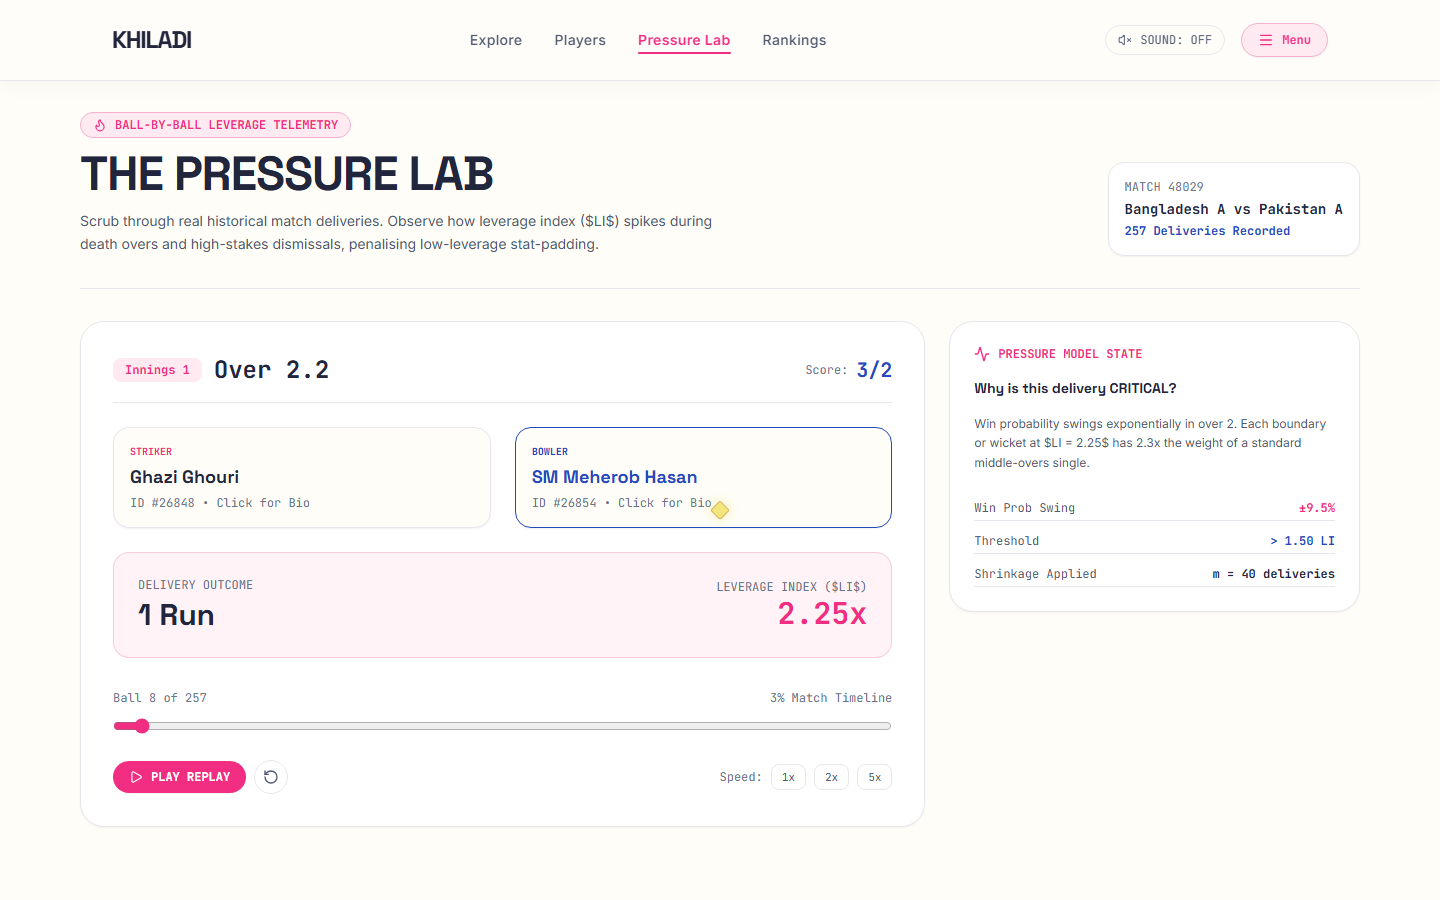 KHILADI
Explore
Players
Pressure Lab
Rankings
SOUND: OFF
Menu
BALL-BY-BALL LEVERAGE TELEMETRY
THE PRESSURE LAB
Scrub through real historical match deliveries. Observe how leverage index ($LI$) spikes during
death overs and high-stakes dismissals, penalising low-leverage stat-padding.
MATCH 48029
Bangladesh A vs Pakistan A
257 Deliveries Recorded
Innings 1
Over 2.2
Score: 3/2
STRIKER
Ghazi Ghouri
ID #26848 • Click for Bio
BOWLER
SM Meherob Hasan
ID #26854 • Click for Bio
DELIVERY OUTCOME
1 Run
LEVERAGE INDEX ($LI$)
2.25x
Ball 8 of 257
3% Match Timeline
PLAY REPLAY
Speed:
1x
2x
5x
PRESSURE MODEL STATE
Why is this delivery CRITICAL?
Win probability swings exponentially in over 2. Each boundary
or wicket at $LI = 2.25$ has 2.3x the weight of a standard
middle-overs single.
Win Prob Swing
±9.5%
Threshold
> 1.50 LI
Shrinkage Applied
m = 40 deliveries